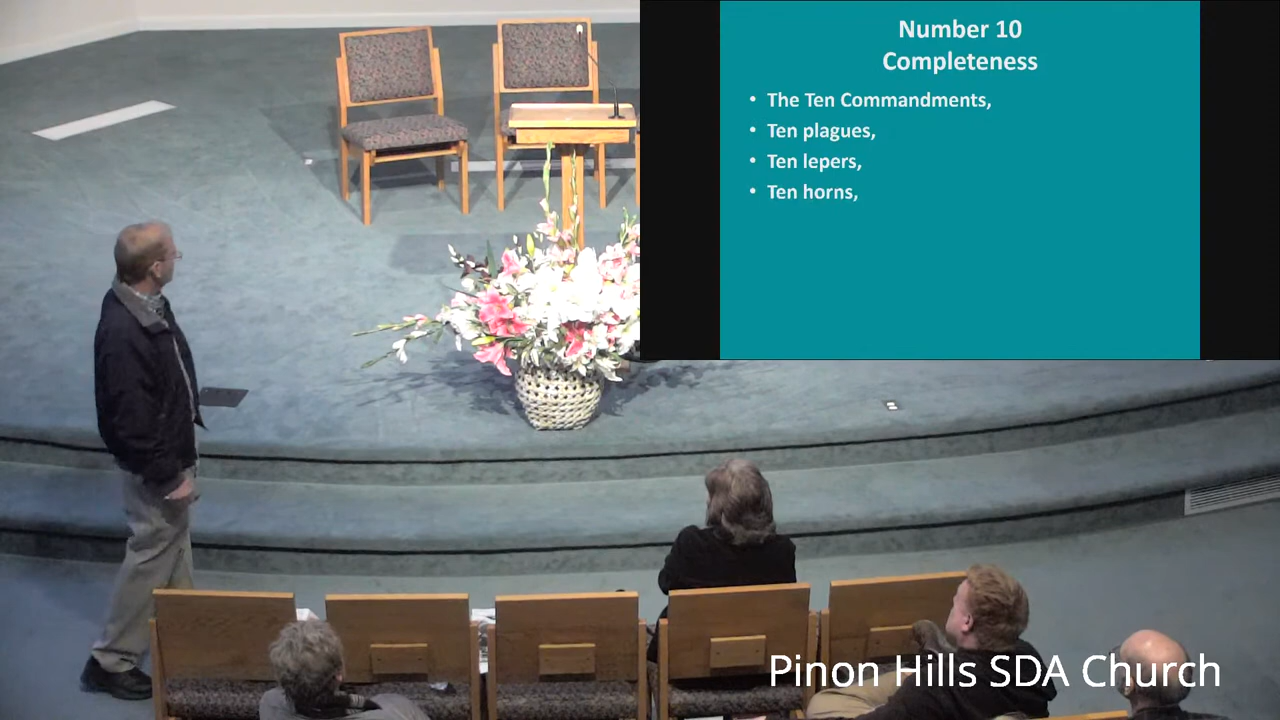 Number 10
Completeness
• The Ten Commandments,
• Ten plagues,
• Ten lepers,
• Ten horns,
Pinon Hills SDA Church